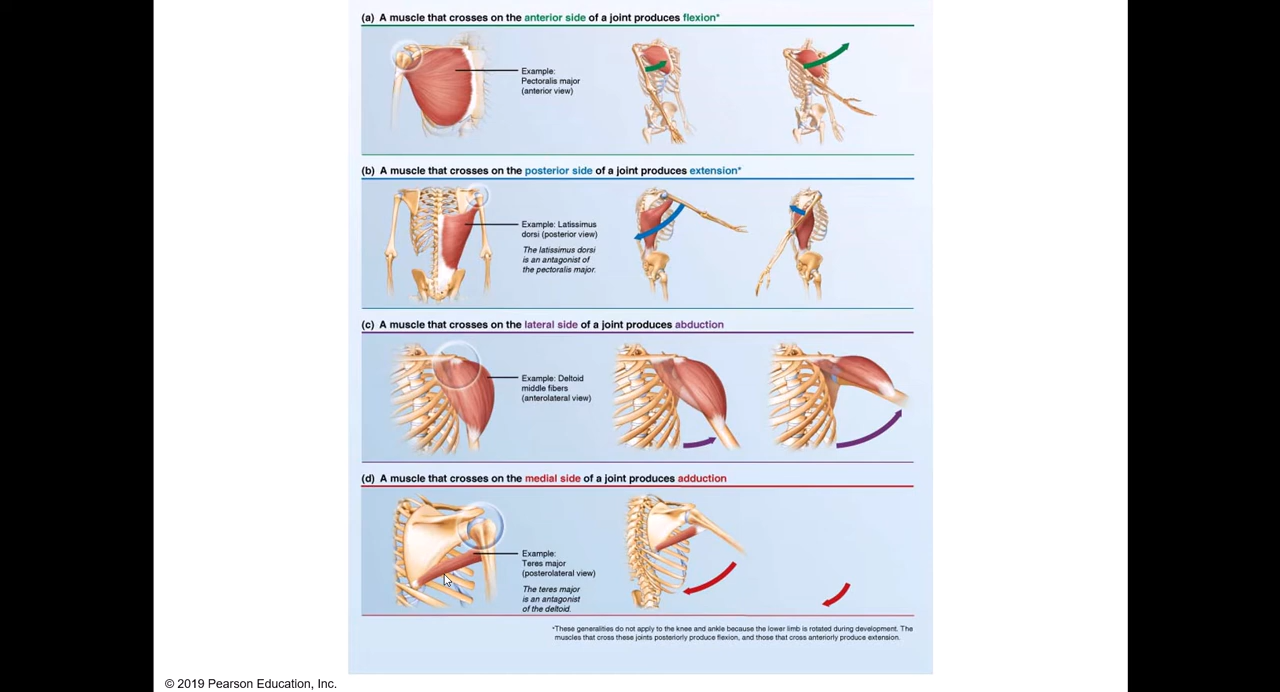 (a) A muscle that crosses on the anterior side of a joint produces flexion*
Example:
Pectoralis major
(anterior view)
(b) A muscle that crosses on the posterior side of a joint produces extension*
Example: Latissimus
dorsi (posterior view)
The latissimus dorsi
is an antagonist of
the pectoralis major.
(c) A muscle that crosses on the lateral side of a joint produces abduction
Example: Deltoid
middle fibers
(anterolateral view)
(d) A muscle that crosses on the medial side of a joint produces adduction
Example:
Teres major
(posterolateral view)
The teres major
is an antagonist
of the deltoid.
*These generalities do not apply to the knee and ankle because the lower limb is rotated during development. The
muscles that cross these joints posteriorly produce flexion, and those that cross anteriorly produce extension.
© 2019 Pearson Education, Inc.